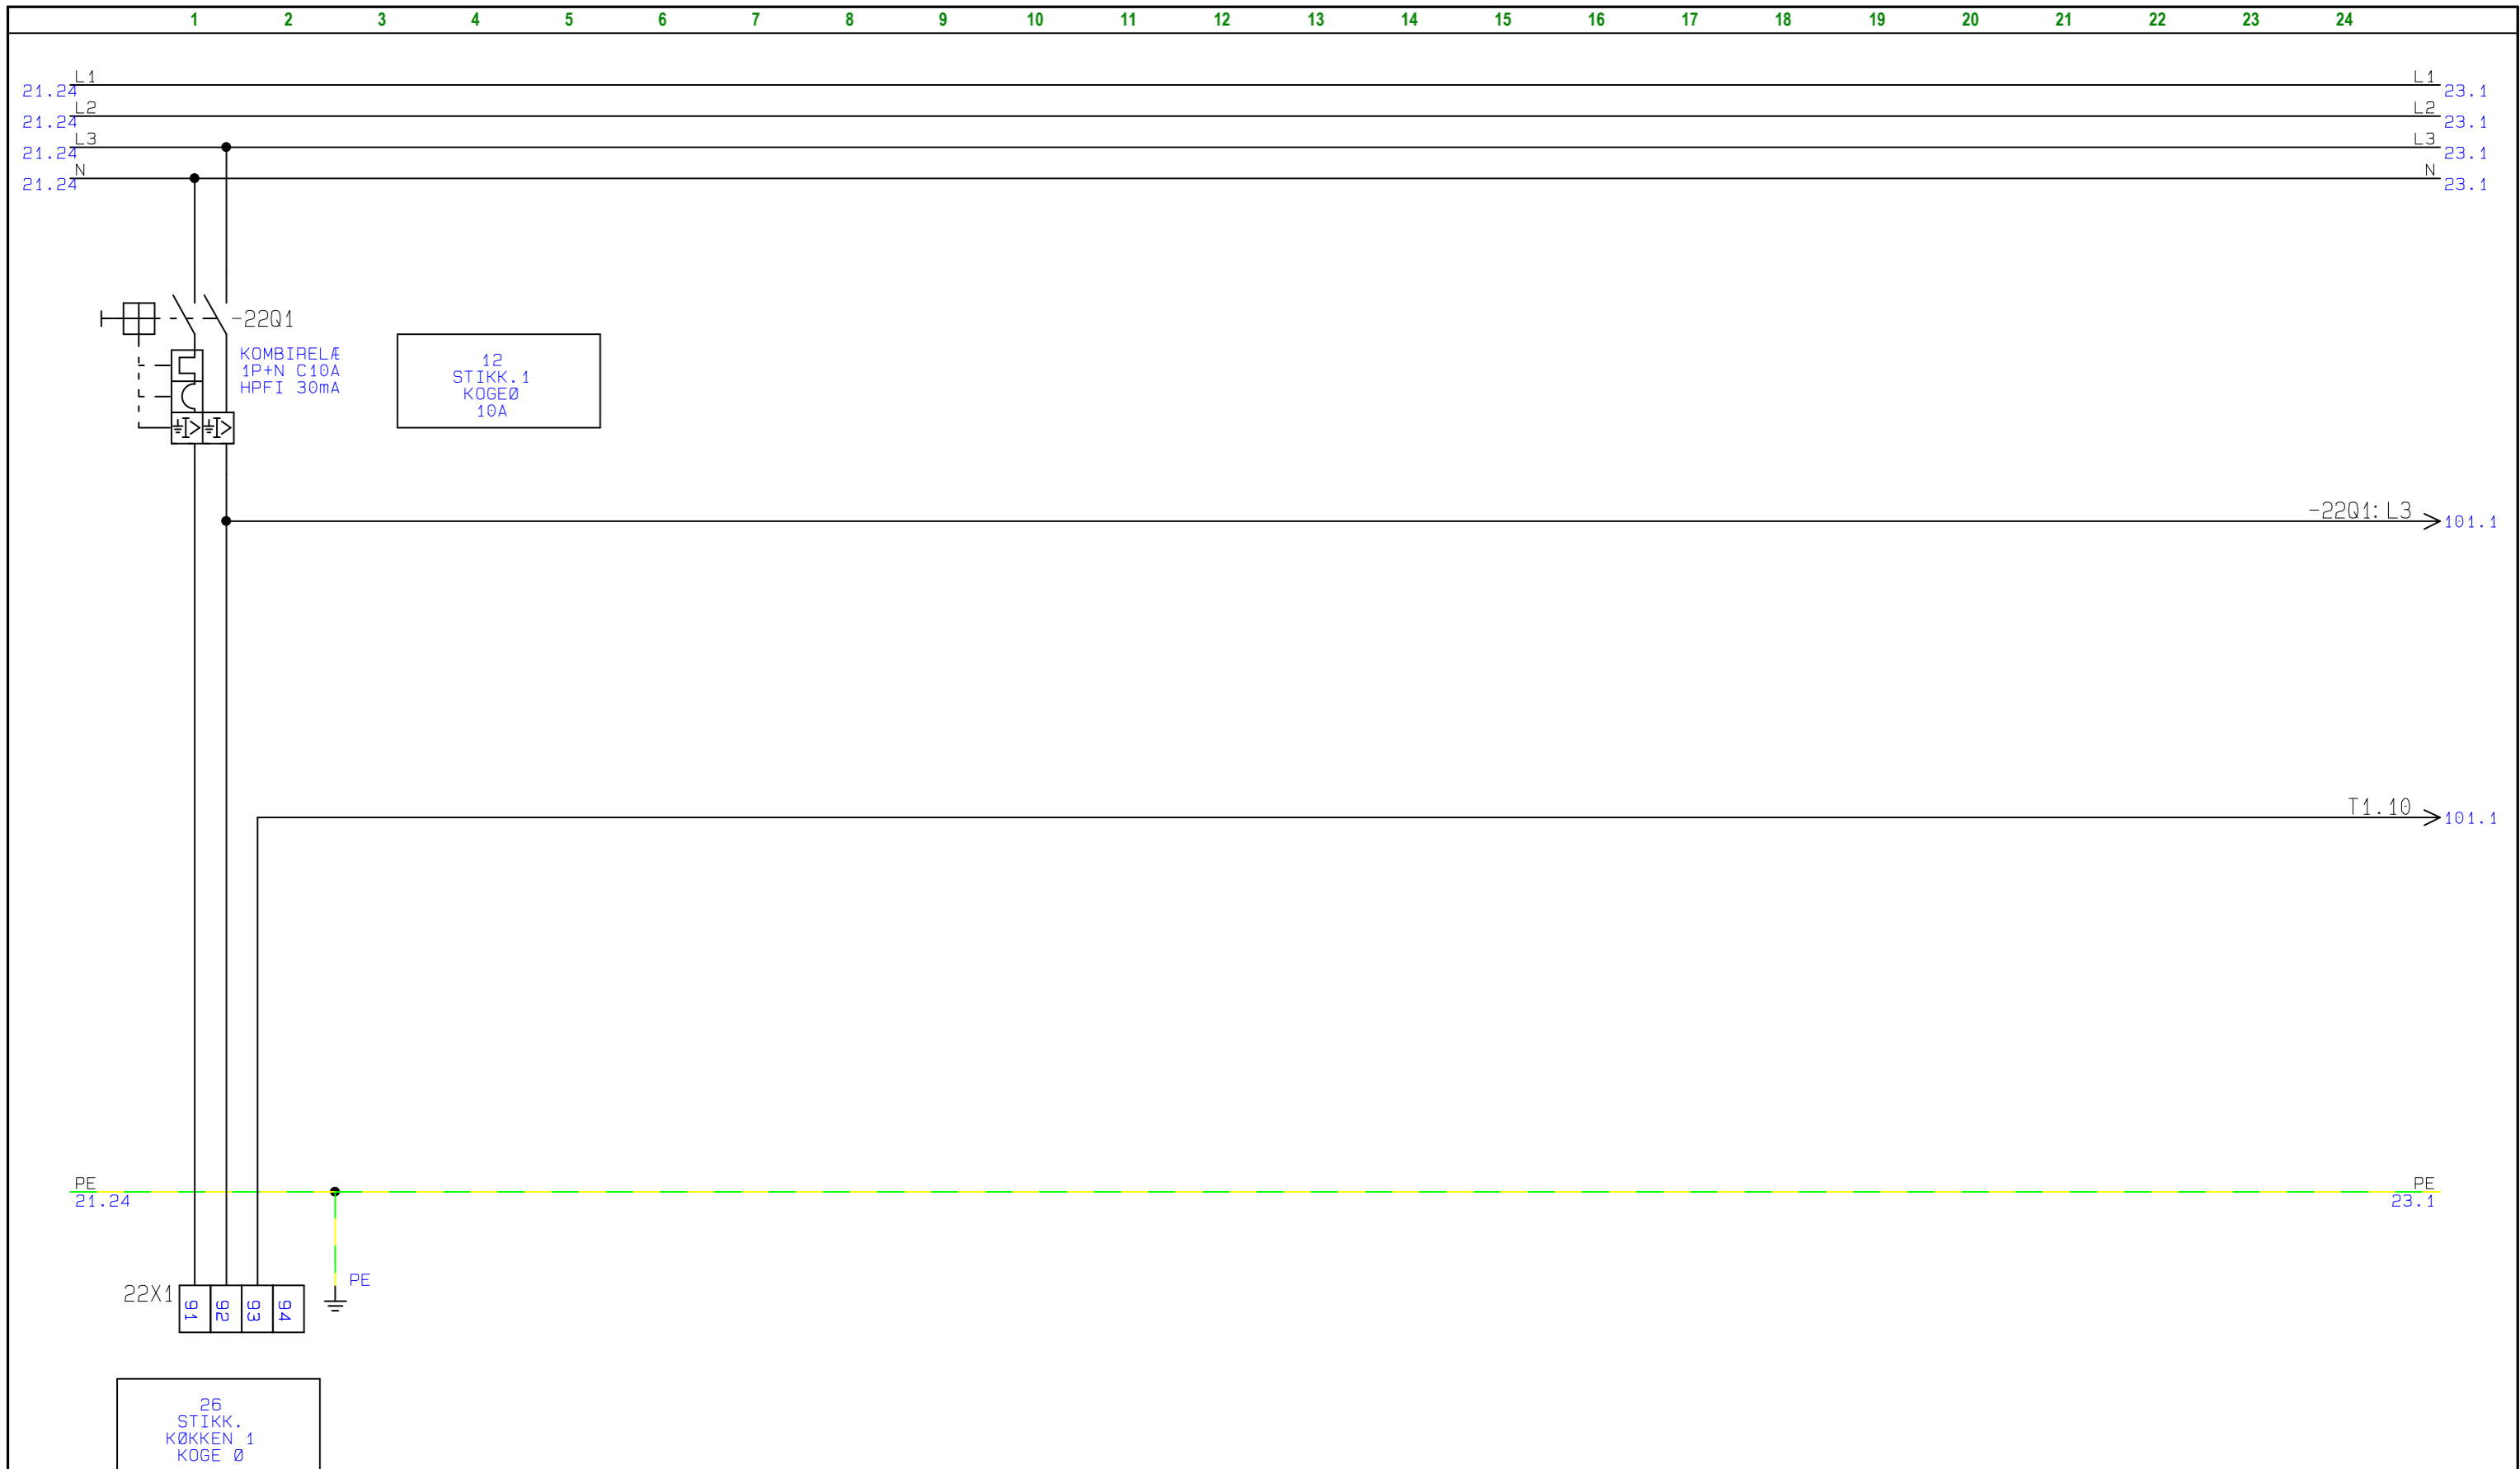 1 2 3 4 5 6 7 8 9 10 11 12 13 14 15 16 17 18 19 20 21 22 23 24
L1 L1
21.24 23.1
L2 L2
21.24 23.1
L3 L3
21.24 23.1
N N
21.24 23.1
-22Q1
KOMBIRELÆ
1P+N C10A
HPFI 30mA
12
STIKK.1
KOGEØ
10A
-22Q1:L3 101.1
T1.10 101.1
PE PE
21.24 23.1
PE
22X1 91 92 93 94
26
STIKK.
KØKKEN 1
KOGE Ø